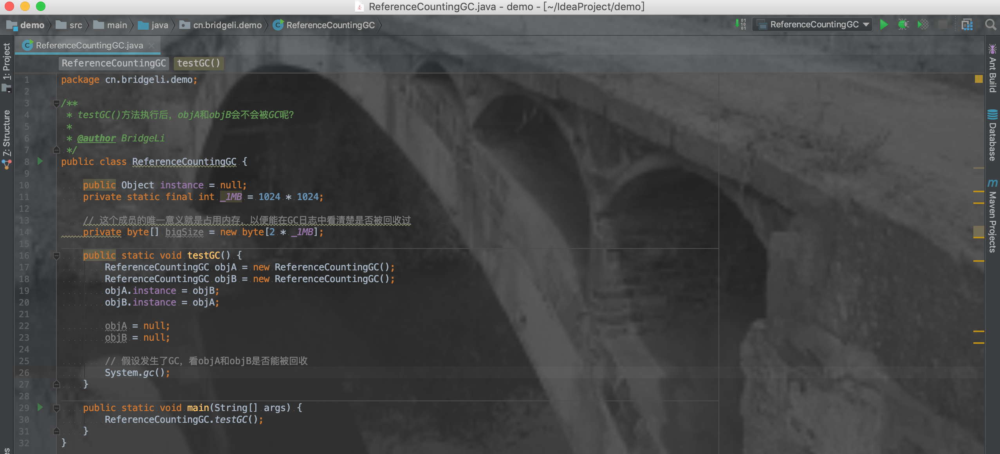 ReferenceCountingGC.java - demo - [~/IdeaProject/demo]
demo src main java cn.bridgeli.demo ReferenceCountingGC
ReferenceCountingGC
ReferenceCountingGC.java
ReferenceCountingGC testGC()
1: Project
7: Structure
1 package cn.bridgeli.demo;
2
3 /**
4 * testGC()方法执行后，objA和objB会不会被GC呢？
5 *
6 * @author BridgeLi
7 */
8 public class ReferenceCountingGC {
9
10 public Object instance = null;
11 private static final int _1MB = 1024 * 1024;
12
13 // 这个成员的唯一意义就是占用内存，以便能在GC日志中看清楚是否被回收过
14 private byte[] bigSize = new byte[2 * _1MB];
15
16 public static void testGC() {
17 ReferenceCountingGC objA = new ReferenceCountingGC();
18 ReferenceCountingGC objB = new ReferenceCountingGC();
19 objA.instance = objB;
20 objB.instance = objA;
21
22 objA = null;
23 objB = null;
24
25 // 假设发生了GC，看objA和objB是否能被回收
26 System.gc();
27 }
28
29 public static void main(String[] args) {
30 ReferenceCountingGC.testGC();
31 }
32 }
Ant Build
Database
Maven Projects